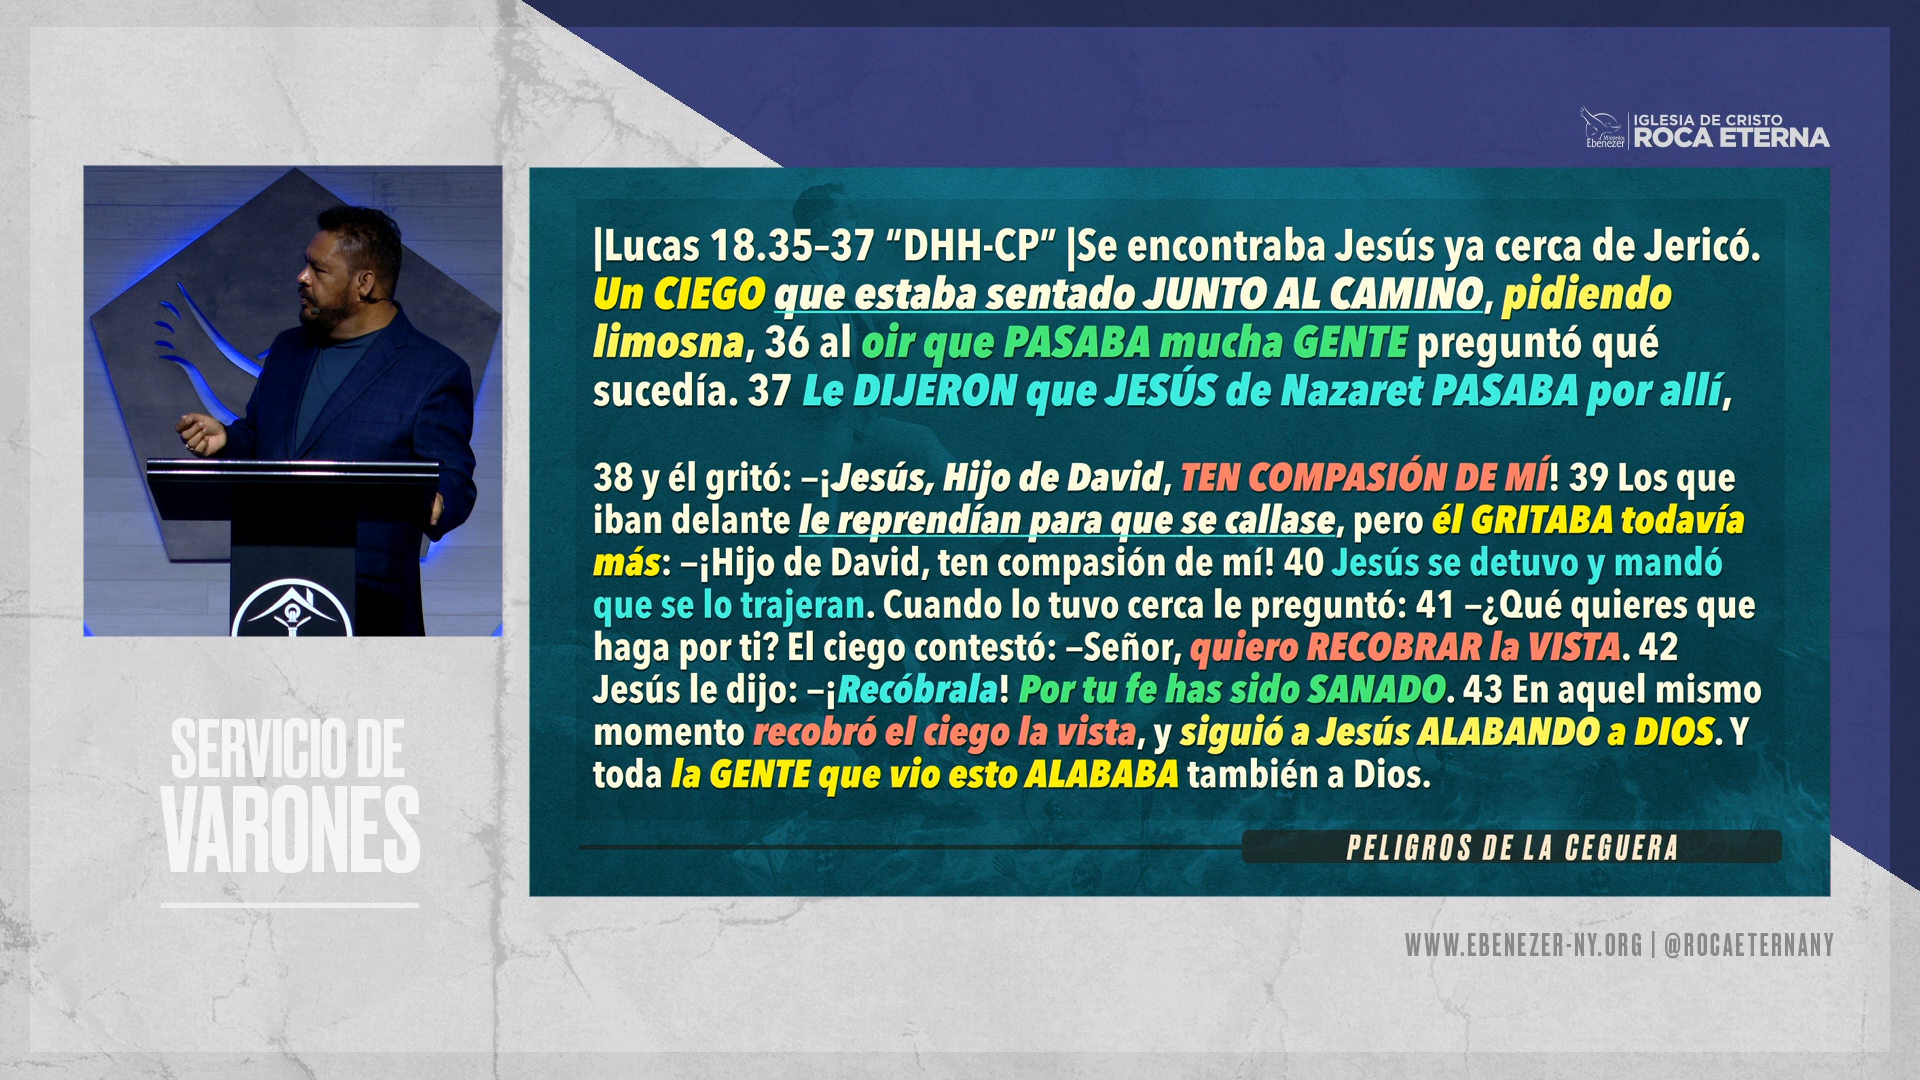 IGLESIA DE CRISTO
ROCA ETERNA
Ministerios
Ebenezer
|Lucas 18.35–37 “DHH-CP” |Se encontraba Jesús ya cerca de Jericó.
Un CIEGO que estaba sentado JUNTO AL CAMINO, pidiendo
limosna, 36 al oir que PASABA mucha GENTE preguntó qué
sucedía. 37 Le DIJERON que JESÚS de Nazaret PASABA por allí,
38 y él gritó: –¡Jesús, Hijo de David, TEN COMPASIÓN DE MÍ! 39 Los que
iban delante le reprendían para que se callase, pero él GRITABA todavía
más: –¡Hijo de David, ten compasión de mí! 40 Jesús se detuvo y mandó
que se lo trajeran. Cuando lo tuvo cerca le preguntó: 41 –¿Qué quieres que
haga por ti? El ciego contestó: –Señor, quiero RECOBRAR la VISTA. 42
Jesús le dijo: –¡Recóbrala! Por tu fe has sido SANADO. 43 En aquel mismo
momento recobró el ciego la vista, y siguió a Jesús ALABANDO a DIOS. Y
toda la GENTE que vio esto ALABABA también a Dios.
PELIGROS DE LA CEGUERA
SERVICIO DE
VARONES
WWW.EBENEZER-NY.ORG | @ROCAETERNANY